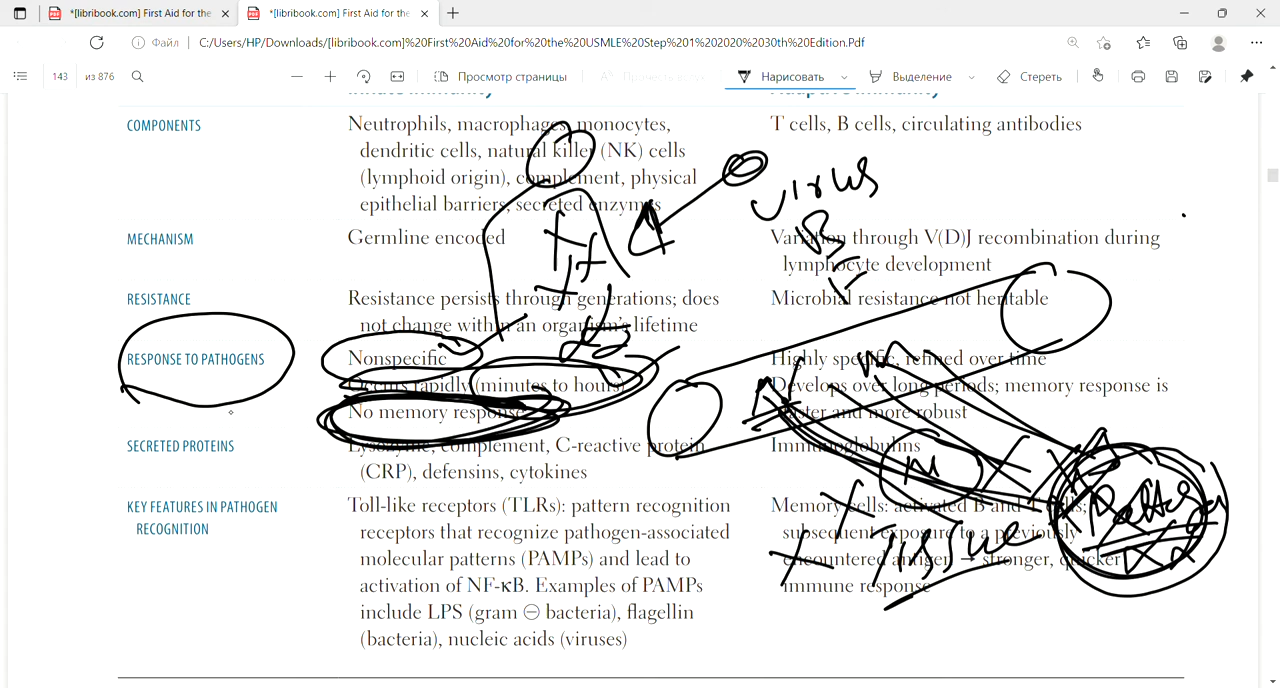 *[libribook.com] First Aid for the
*[libribook.com] First Aid for the
Файл
C:/Users/HP/Downloads/[libribook.com]%20First%20Aid%20for%20the%20USMLE%20Step%201%202020%2030th%20Edition.Pdf
143 из 876
Просмотр страницы
Прочесть вслух
Нарисовать
Выделение
Стереть
Innate immunity
Adaptive immunity
COMPONENTS
Neutrophils, macrophages, monocytes,
dendritic cells, natural killer (NK) cells
(lymphoid origin), complement, physical
epithelial barriers, secreted enzymes
T cells, B cells, circulating antibodies
virus
B
MECHANISM
Germline encoded
Variation through V(D)J recombination during
lymphocyte development
RESISTANCE
Resistance persists through generations; does
not change within an organism's lifetime
Microbial resistance not heritable
RESPONSE TO PATHOGENS
Nonspecific
Occurs rapidly (minutes to hours)
No memory response
Highly specific, refined over time
Develops over long periods; memory response is
faster and more robust
SECRETED PROTEINS
Lysozyme, complement, C-reactive protein
(CRP), defensins, cytokines
Immunoglobulins
M
KEY FEATURES IN PATHOGEN
RECOGNITION
Toll-like receptors (TLRs): pattern recognition
receptors that recognize pathogen-associated
molecular patterns (PAMPs) and lead to
activation of NF-κB. Examples of PAMPs
include LPS (gram ⊖ bacteria), flagellin
(bacteria), nucleic acids (viruses)
Memory cells: activated B and T cells;
subsequent exposure to a previously
encountered antigen → stronger, quicker
immune response
Tissue